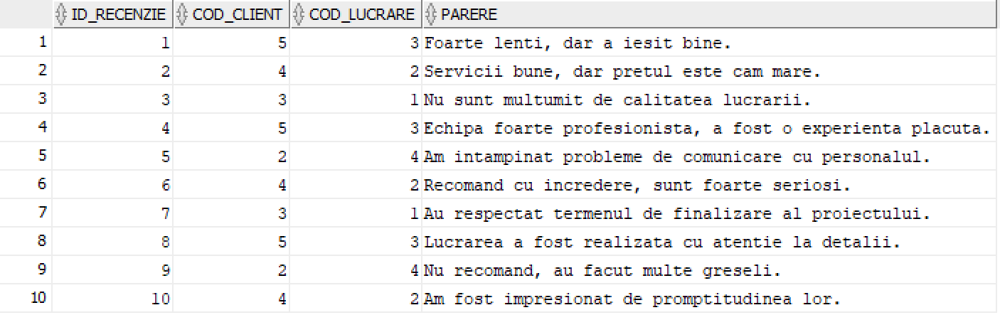 ID_RECENZIE COD_CLIENT COD_LUCRARE PARERE
1 1 5 3 Foarte lenti, dar a iesit bine.
2 2 4 2 Servicii bune, dar pretul este cam mare.
3 3 3 1 Nu sunt multumit de calitatea lucrarii.
4 4 5 3 Echipa foarte profesionista, a fost o experienta placuta.
5 5 2 4 Am intampinat probleme de comunicare cu personalul.
6 6 4 2 Recomand cu incredere, sunt foarte seriosi.
7 7 3 1 Au respectat termenul de finalizare al proiectului.
8 8 5 3 Lucrarea a fost realizata cu atentie la detalii.
9 9 2 4 Nu recomand, au facut multe greseli.
10 10 4 2 Am fost impresionat de promptitudinea lor.